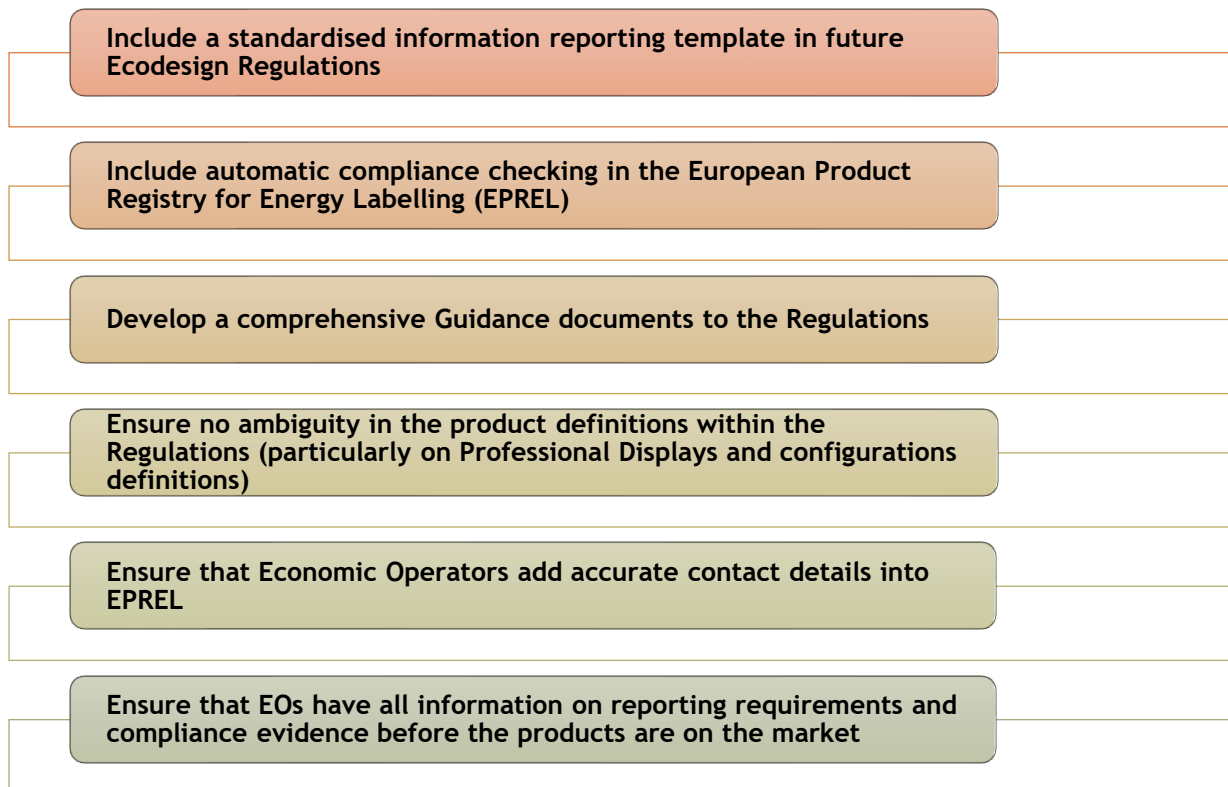 Include a standardised information reporting template in future
Ecodesign Regulations
Include automatic compliance checking in the European Product
Registry for Energy Labelling (EPREL)
Develop a comprehensive Guidance documents to the Regulations
Ensure no ambiguity in the product definitions within the
Regulations (particularly on Professional Displays and configurations
definitions)
Ensure that Economic Operators add accurate contact details into
EPREL
Ensure that EOs have all information on reporting requirements and
compliance evidence before the products are on the market